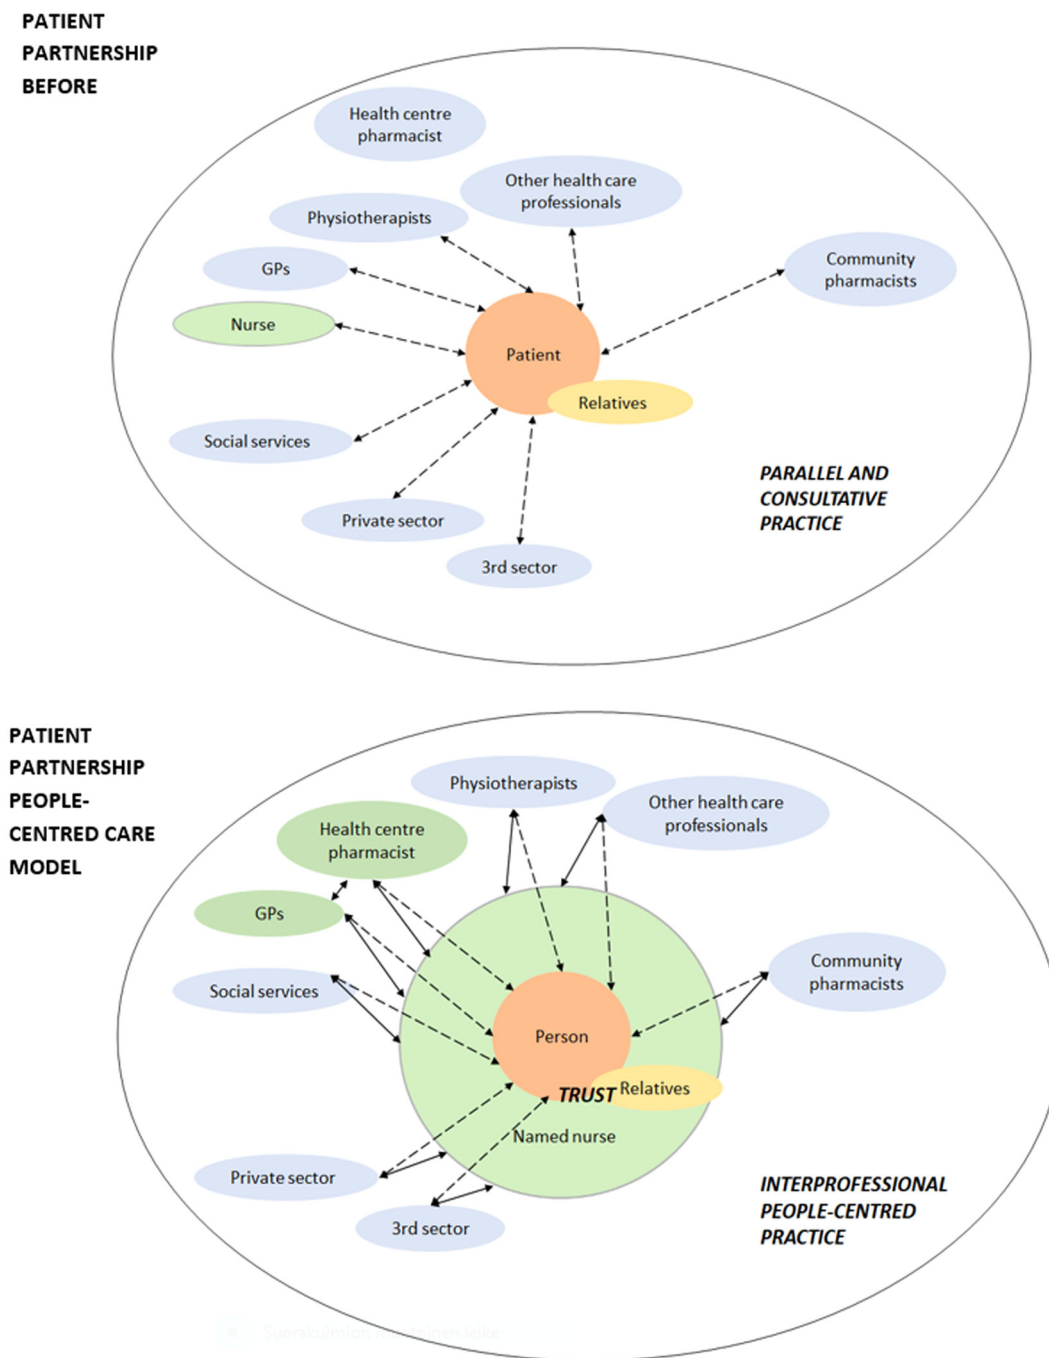 PATIENT
PARTNERSHIP
BEFORE
Health centre
pharmacist
Other health care
professionals
Physiotherapists
GPs
Community
pharmacists
Nurse
Patient
Relatives
Social services
PARALLEL AND
CONSULTATIVE
PRACTICE
Private sector
3rd sector
PATIENT
PARTNERSHIP
PEOPLE-
CENTRED CARE
MODEL
Physiotherapists
Other health care
professionals
Health centre
pharmacist
GPs
Community
pharmacists
Social services
Person
TRUST
Relatives
Named nurse
Private sector
INTERPROFESSIONAL
PEOPLE-CENTRED
PRACTICE
3rd sector